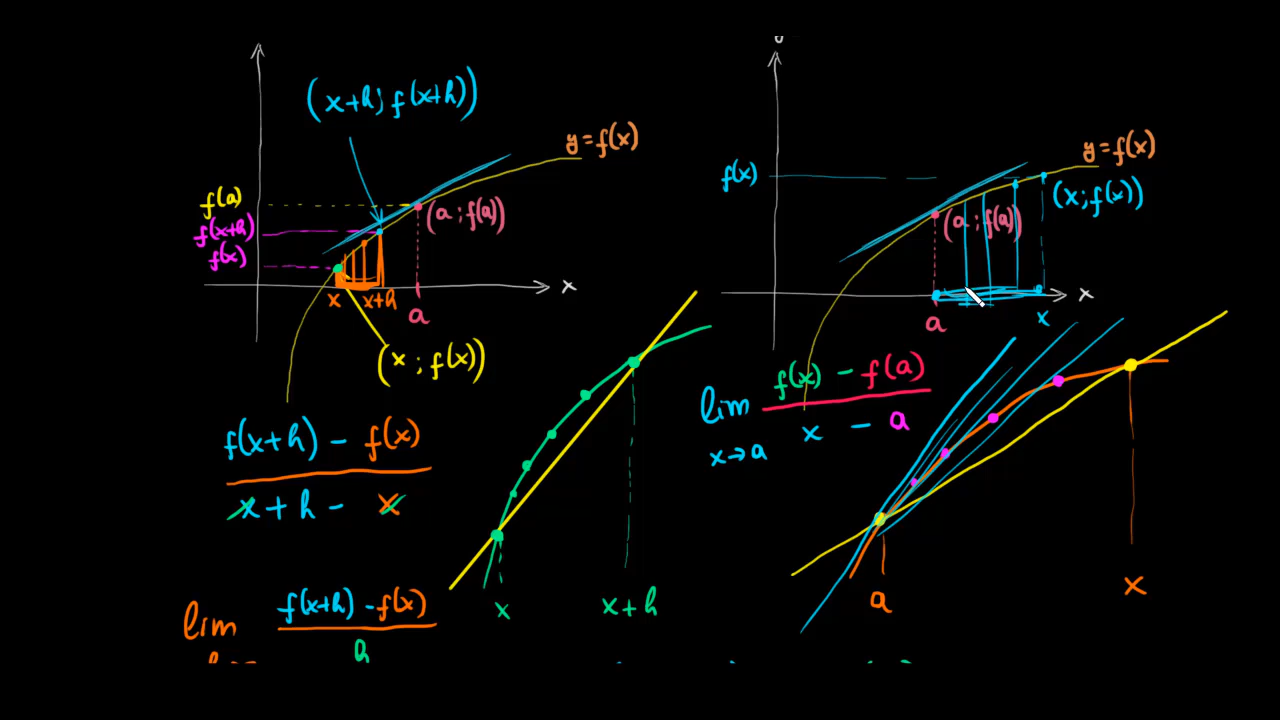 (x+h; f(x+h))
y=f(x)
f(a)
f(x+h)
f(x)
(a; f(a))
x
x+h
a
x
(x; f(x))
f(x+h) - f(x)
x + h - x
lim f(x+h) - f(x)
h
x
x+h
y=f(x)
f(x)
(x; f(x))
(a; f(a))
a
x
x
lim f(x) - f(a)
x→a x - a
a
x